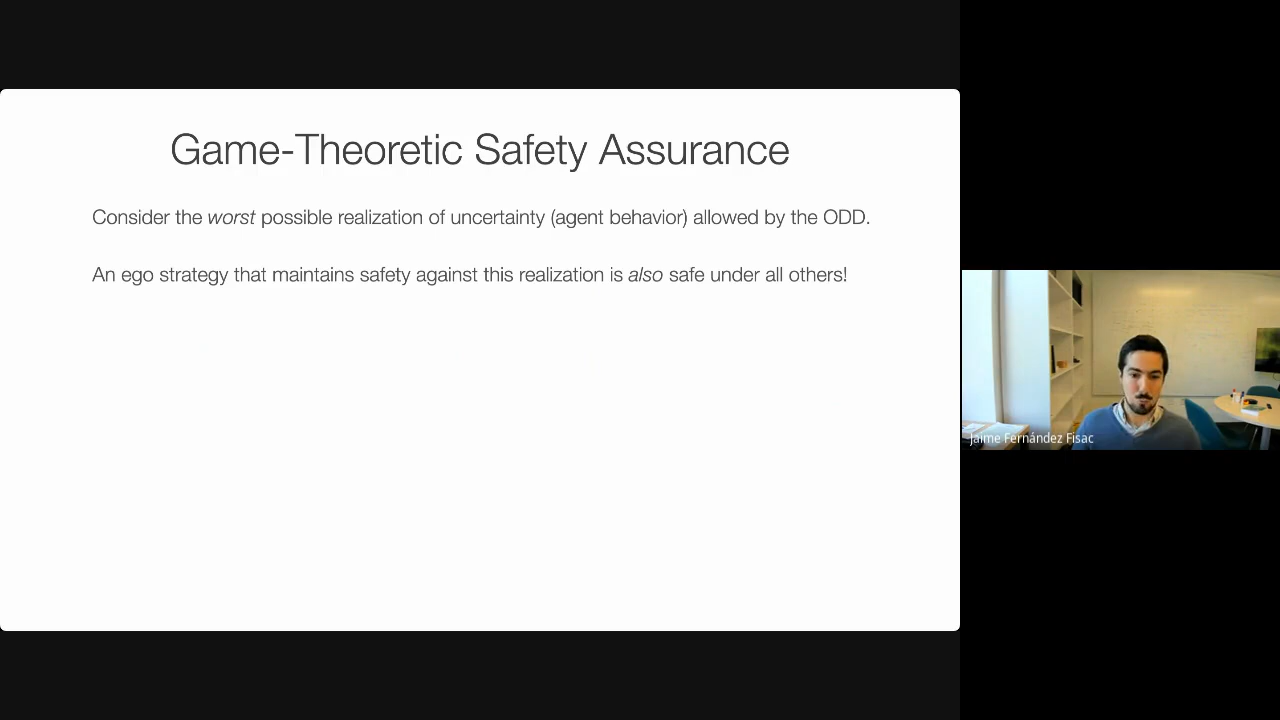 Game-Theoretic Safety Assurance
Consider the worst possible realization of uncertainty (agent behavior) allowed by the ODD.
An ego strategy that maintains safety against this realization is also safe under all others!
Jaime Fernández Fisac